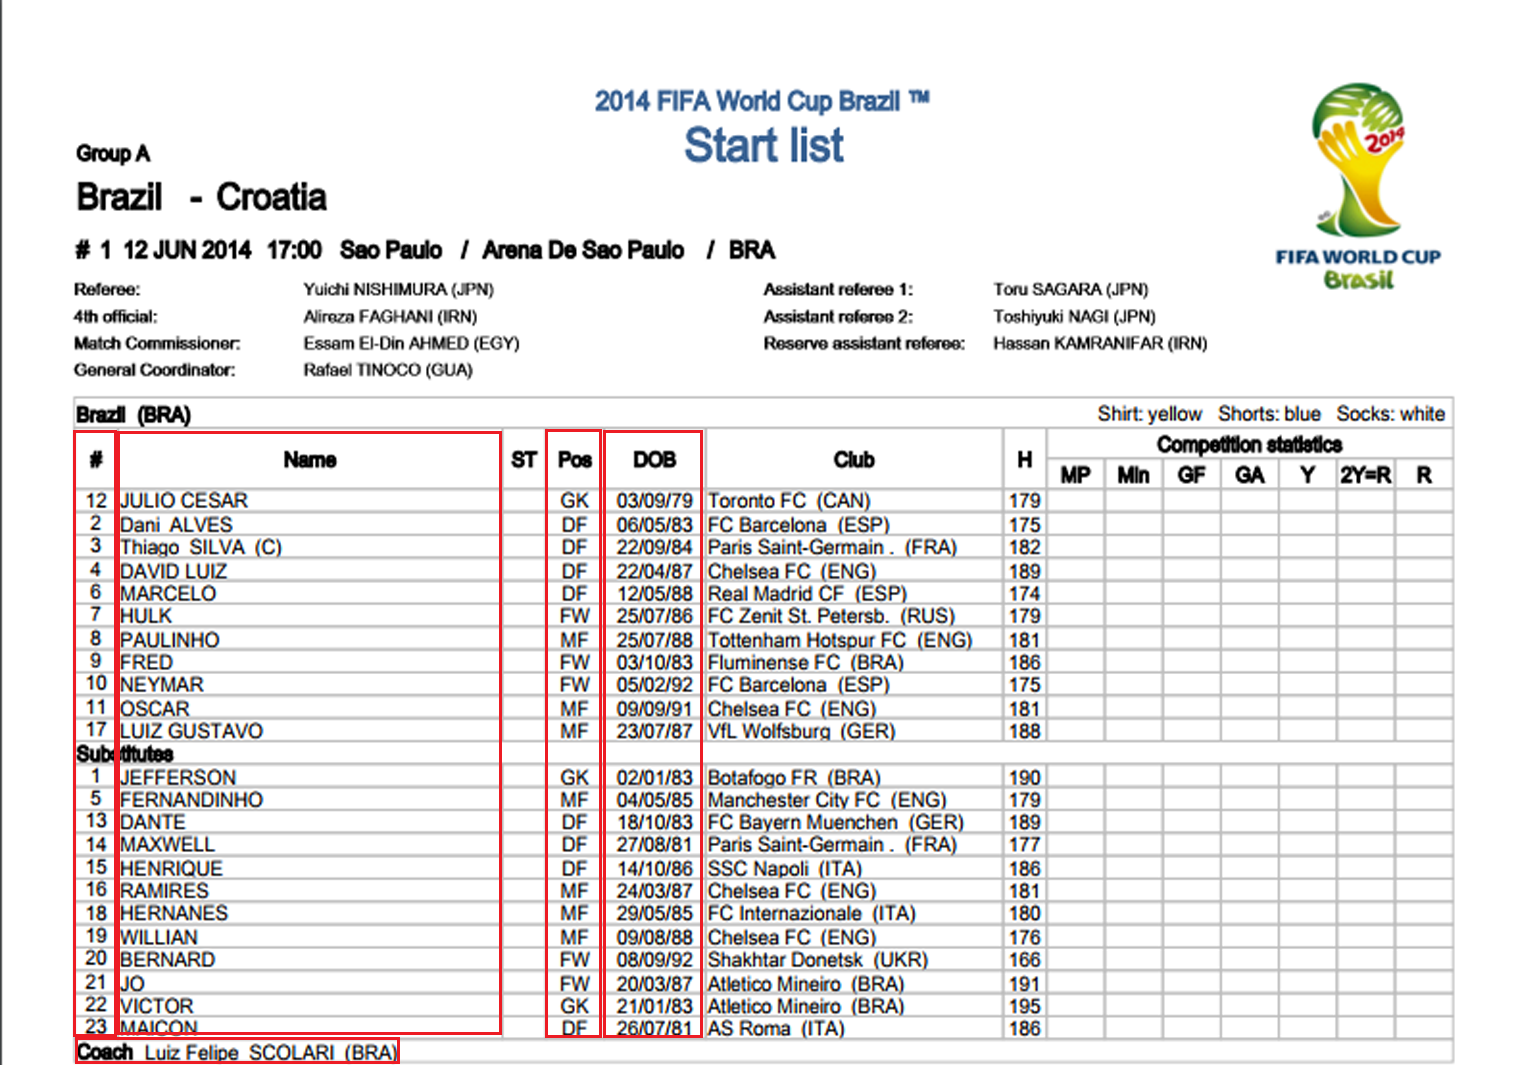 2014 FIFA World Cup Brazil ™
Start list
2014
FIFA WORLD CUP
Brasil
Group A
Brazil - Croatia
# 1 12 JUN 2014 17:00 Sao Paulo / Arena De Sao Paulo / BRA
Referee: Yuichi NISHIMURA (JPN) Assistant referee 1: Toru SAGARA (JPN)
4th official: Alireza FAGHANI (IRN) Assistant referee 2: Toshiyuki NAGI (JPN)
Match Commissioner: Essam El-Din AHMED (EGY) Reserve assistant referee: Hassan KAMRANIFAR (IRN)
General Coordinator: Rafael TINOCO (GUA)
Brazil (BRA) Shirt: yellow Shorts: blue Socks: white
# Name ST Pos DOB Club H Competition statistics
MP Min GF GA Y 2Y=R R
12 JULIO CESAR GK 03/09/79 Toronto FC (CAN) 179
2 Dani ALVES DF 06/05/83 FC Barcelona (ESP) 175
3 Thiago SILVA (C) DF 22/09/84 Paris Saint-Germain . (FRA) 182
4 DAVID LUIZ DF 22/04/87 Chelsea FC (ENG) 189
6 MARCELO DF 12/05/88 Real Madrid CF (ESP) 174
7 HULK FW 25/07/86 FC Zenit St. Petersb. (RUS) 179
8 PAULINHO MF 25/07/88 Tottenham Hotspur FC (ENG) 181
9 FRED FW 03/10/83 Fluminense FC (BRA) 186
10 NEYMAR FW 05/02/92 FC Barcelona (ESP) 175
11 OSCAR MF 09/09/91 Chelsea FC (ENG) 181
17 LUIZ GUSTAVO MF 23/07/87 VfL Wolfsburg (GER) 188
Substitutes
1 JEFFERSON GK 02/01/83 Botafogo FR (BRA) 190
5 FERNANDINHO MF 04/05/85 Manchester City FC (ENG) 179
13 DANTE DF 18/10/83 FC Bayern Muenchen (GER) 189
14 MAXWELL DF 27/08/81 Paris Saint-Germain . (FRA) 177
15 HENRIQUE DF 14/10/86 SSC Napoli (ITA) 186
16 RAMIRES MF 24/03/87 Chelsea FC (ENG) 181
18 HERNANES MF 29/05/85 FC Internazionale (ITA) 180
19 WILLIAN MF 09/08/88 Chelsea FC (ENG) 176
20 BERNARD FW 08/09/92 Shakhtar Donetsk (UKR) 166
21 JO FW 20/03/87 Atletico Mineiro (BRA) 191
22 VICTOR GK 21/01/83 Atletico Mineiro (BRA) 195
23 MAICON DF 26/07/81 AS Roma (ITA) 186
Coach Luiz Felipe SCOLARI (BRA)